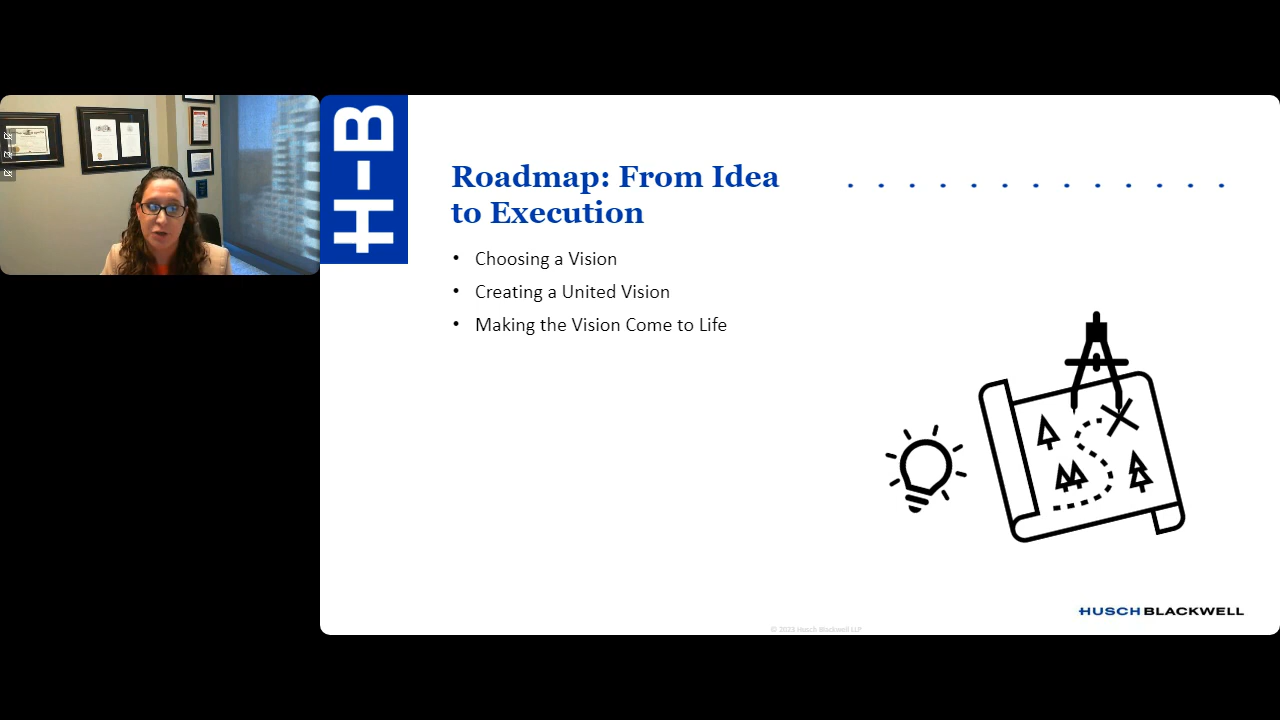 H-B
Roadmap: From Idea
to Execution
• Choosing a Vision
• Creating a United Vision
• Making the Vision Come to Life
HUSCH BLACKWELL
© 2023 Husch Blackwell LLP